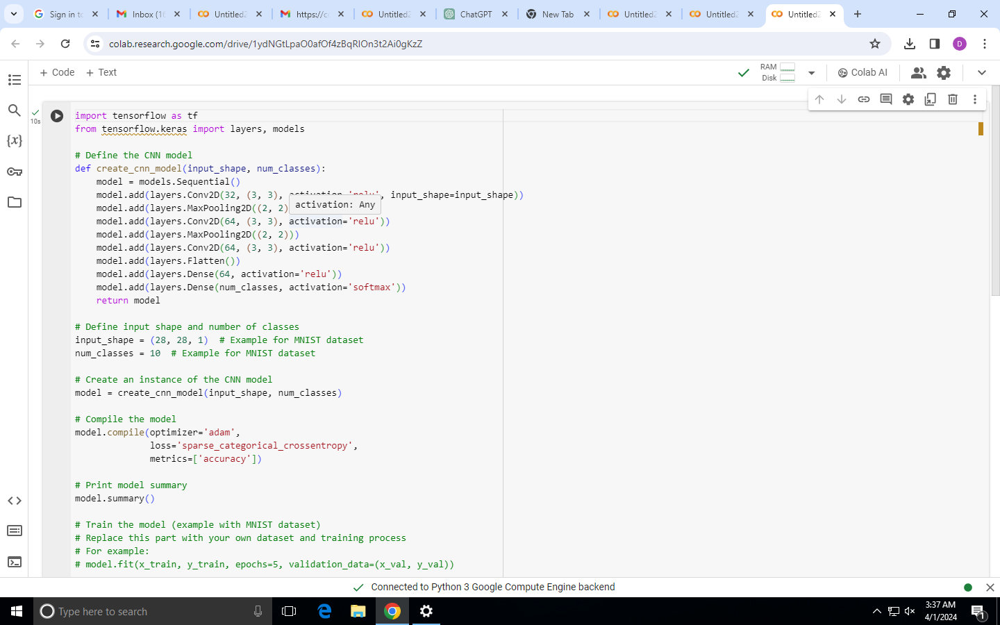 Sign in to
Inbox (16
Untitled2
https://c
Untitled2
ChatGPT
New Tab
Untitled2
Untitled2
Untitled2
colab.research.google.com/drive/1ydNGtLpaO0afOf4zBqRIOn3t2Ai0gKzZ
D
+ Code + Text
RAM
Disk
Colab AI
10s
import tensorflow as tf
from tensorflow.keras import layers, models
# Define the CNN model
def create_cnn_model(input_shape, num_classes):
model = models.Sequential()
model.add(layers.Conv2D(32, (3, 3), activation='relu', input_shape=input_shape))
model.add(layers.MaxPooling2D((2, 2)
activation: Any
model.add(layers.Conv2D(64, (3, 3), activation='relu'))
model.add(layers.MaxPooling2D((2, 2)))
model.add(layers.Conv2D(64, (3, 3), activation='relu'))
model.add(layers.Flatten())
model.add(layers.Dense(64, activation='relu'))
model.add(layers.Dense(num_classes, activation='softmax'))
return model
# Define input shape and number of classes
input_shape = (28, 28, 1)  # Example for MNIST dataset
num_classes = 10  # Example for MNIST dataset
# Create an instance of the CNN model
model = create_cnn_model(input_shape, num_classes)
# Compile the model
model.compile(optimizer='adam',
loss='sparse_categorical_crossentropy',
metrics=['accuracy'])
# Print model summary
model.summary()
# Train the model (example with MNIST dataset)
# Replace this part with your own dataset and training process
# For example:
# model.fit(x_train, y_train, epochs=5, validation_data=(x_val, y_val))
Connected to Python 3 Google Compute Engine backend
Type here to search
3:37 AM
4/1/2024
1